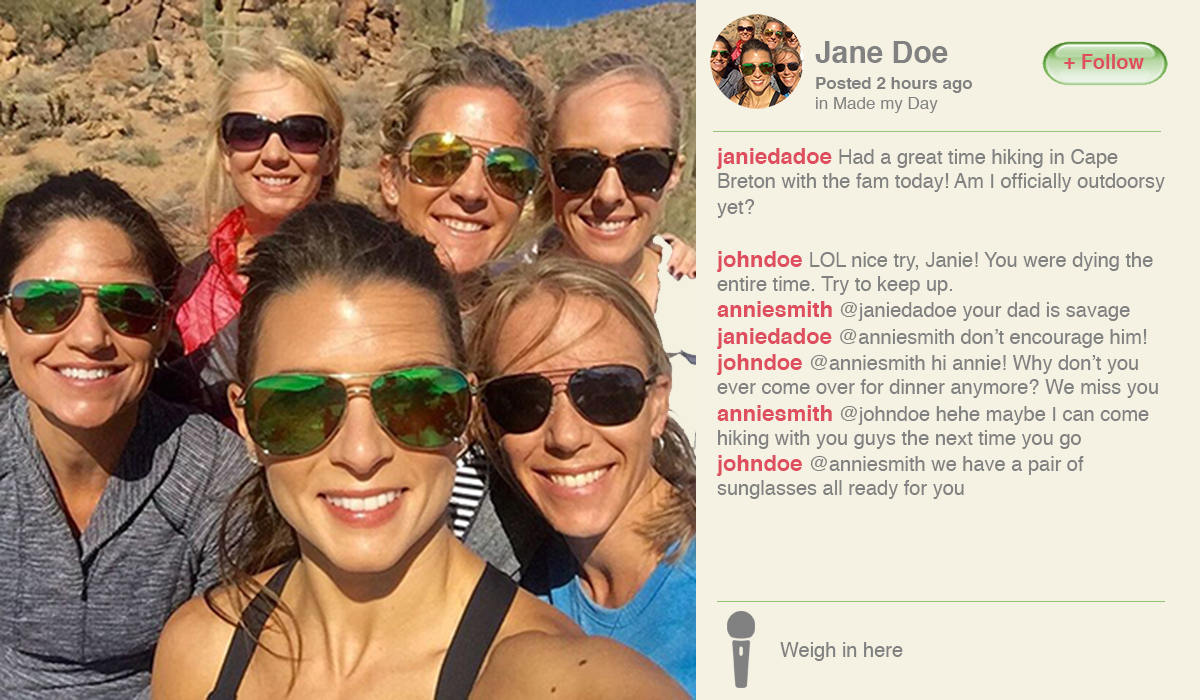 Jane Doe
Posted 2 hours ago
in Made my Day
+ Follow
janiedadoe Had a great time hiking in Cape
Breton with the fam today! Am I officially outdoorsy
yet?
johndoe LOL nice try, Janie! You were dying the
entire time. Try to keep up.
anniesmith @janiedadoe your dad is savage
janiedadoe @anniesmith don’t encourage him!
johndoe @anniesmith hi annie! Why don’t you
ever come over for dinner anymore? We miss you
anniesmith @johndoe hehe maybe I can come
hiking with you guys the next time you go
johndoe @anniesmith we have a pair of
sunglasses all ready for you
Weigh in here